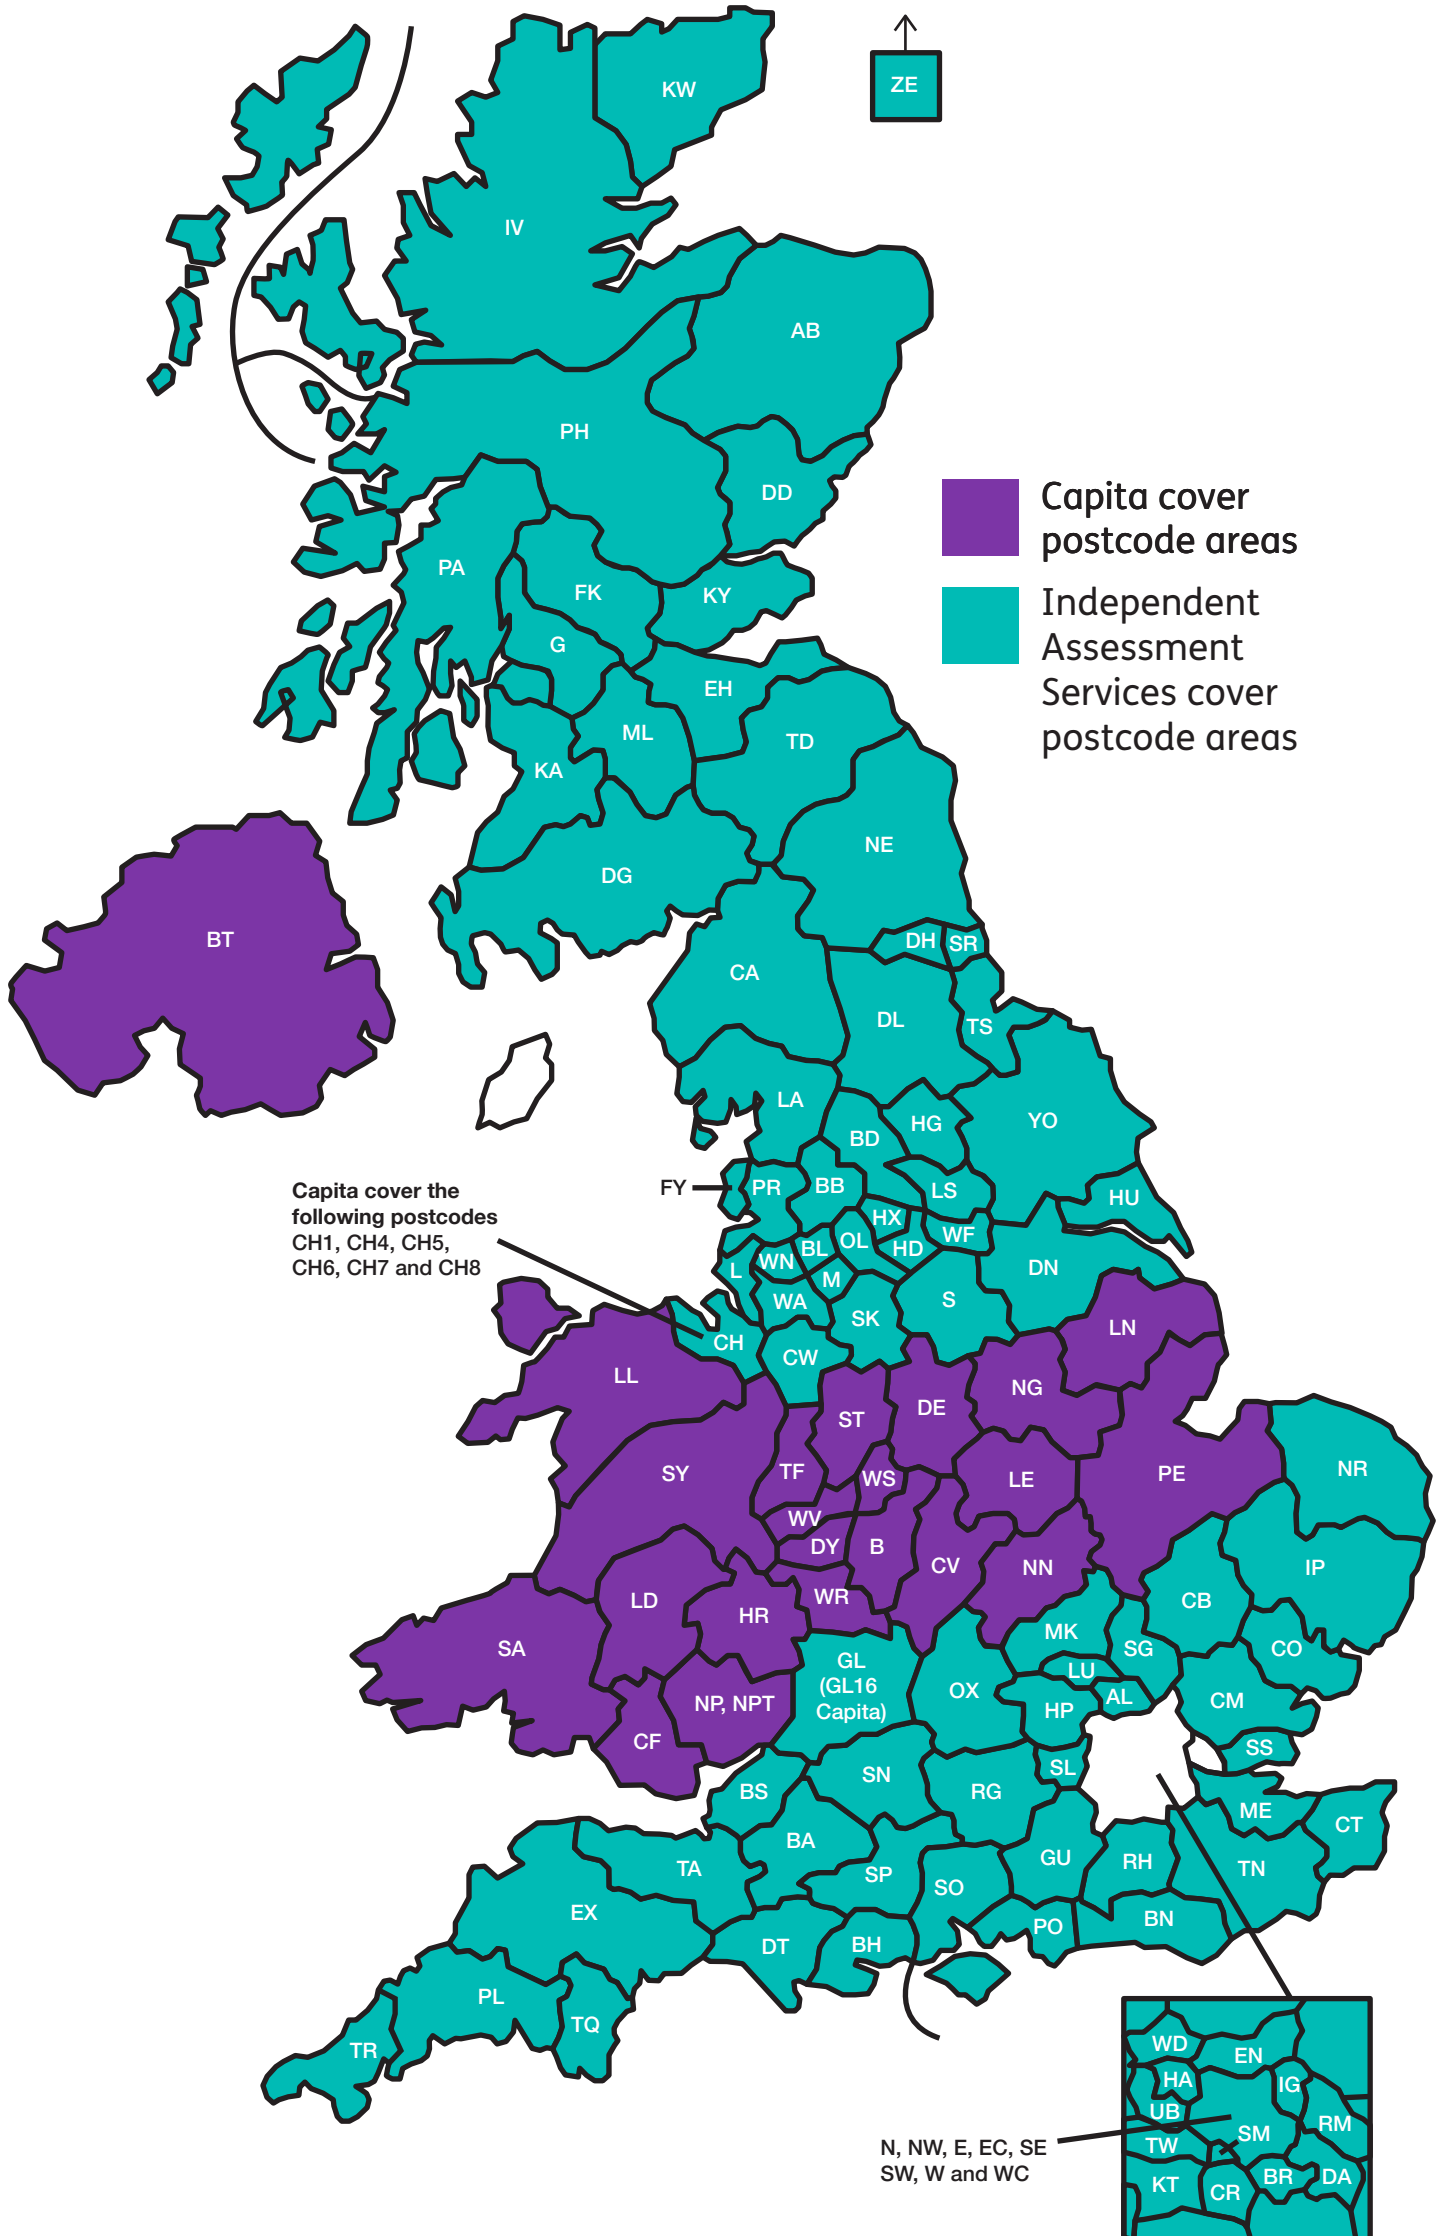 KW
ZE
IV
AB
PH
DD
Capita cover
postcode areas
Independent
Assessment
Services cover
postcode areas
PA
FK
KY
G
EH
ML
TD
KA
NE
DG
BT
DH
SR
CA
DL
TS
LA
YO
HG
BD
FY
PR
BB
LS
HU
HX
WF
OL
BL
HD
WN
L
M
DN
WA
S
SK
Capita cover the
following postcodes
CH1, CH4, CH5,
CH6, CH7 and CH8
CH
CW
LN
LL
NG
DE
ST
SY
TF
WS
LE
PE
NR
WV
DY
B
CV
NN
IP
WR
LD
HR
CB
MK
SG
CO
SA
GL
(GL16
Capita)
LU
OX
AL
HP
CM
NP, NPT
CF
SS
SL
SN
BS
RG
ME
CT
BA
GU
RH
TN
TA
SP
SO
EX
PO
BN
DT
BH
PL
TQ
TR
WD
EN
HA
IG
UB
RM
SM
TW
N, NW, E, EC, SE
SW, W and WC
KT
CR
BR
DA